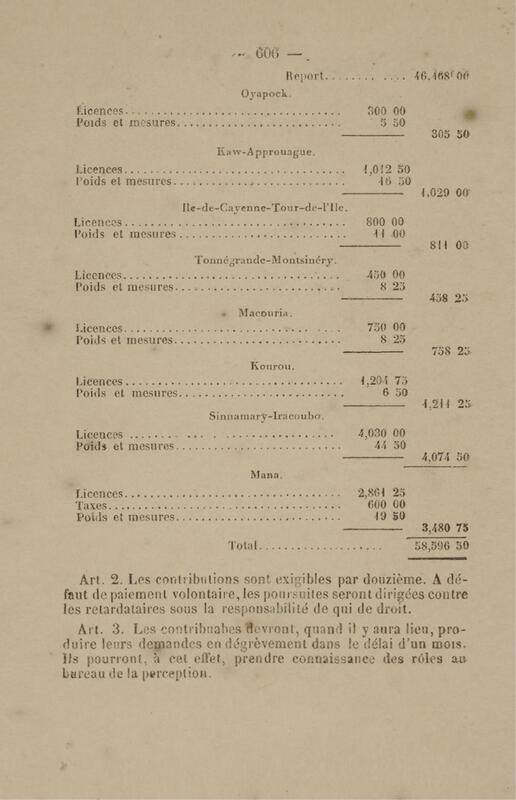 — 606 —
Report........... 46,468f 00
Oyapock.
Licences........................ 300 00
Poids et mesures........................ 5 50
305 50
Kaw-Approuague.
Licences........................ 1,012 50
Poids et mesures........................ 16 50
1,029 00
Ile-de-Cayenne-Tour-de-l'Ile.
Licences........................ 800 00
Poids et mesures........................ 11 00
811 00
Tonnégrande-Montsinéry.
Licences........................ 450 00
Poids et mesures........................ 8 25
458 25
Macouria.
Licences........................ 750 00
Poids et mesures........................ 8 25
758 25
Kourou.
Licences........................ 1,204 75
Poids et mesures........................ 6 50
1,211 25
Sinnamary-Iracoubo.
Licences........................ 4,030 00
Poids et mesures........................ 44 50
4,074 50
Mana.
Licences........................ 2,861 25
Taxes........................ 600 00
Poids et mesures........................ 19 50
3,480 75
Total.................... 58,596 50
Art. 2. Les contributions sont exigibles par douzième. A dé-
faut de paiement volontaire, les poursuites seront dirigées contre
les retardataires sous la responsabilité de qui de droit.
Art. 3. Les contribuables devront, quand il y aura lieu, pro-
duire leurs demandes en dégrèvement dans le délai d'un mois.
Ils pourront, à cet effet, prendre connaissance des rôles au
bureau de la perception.